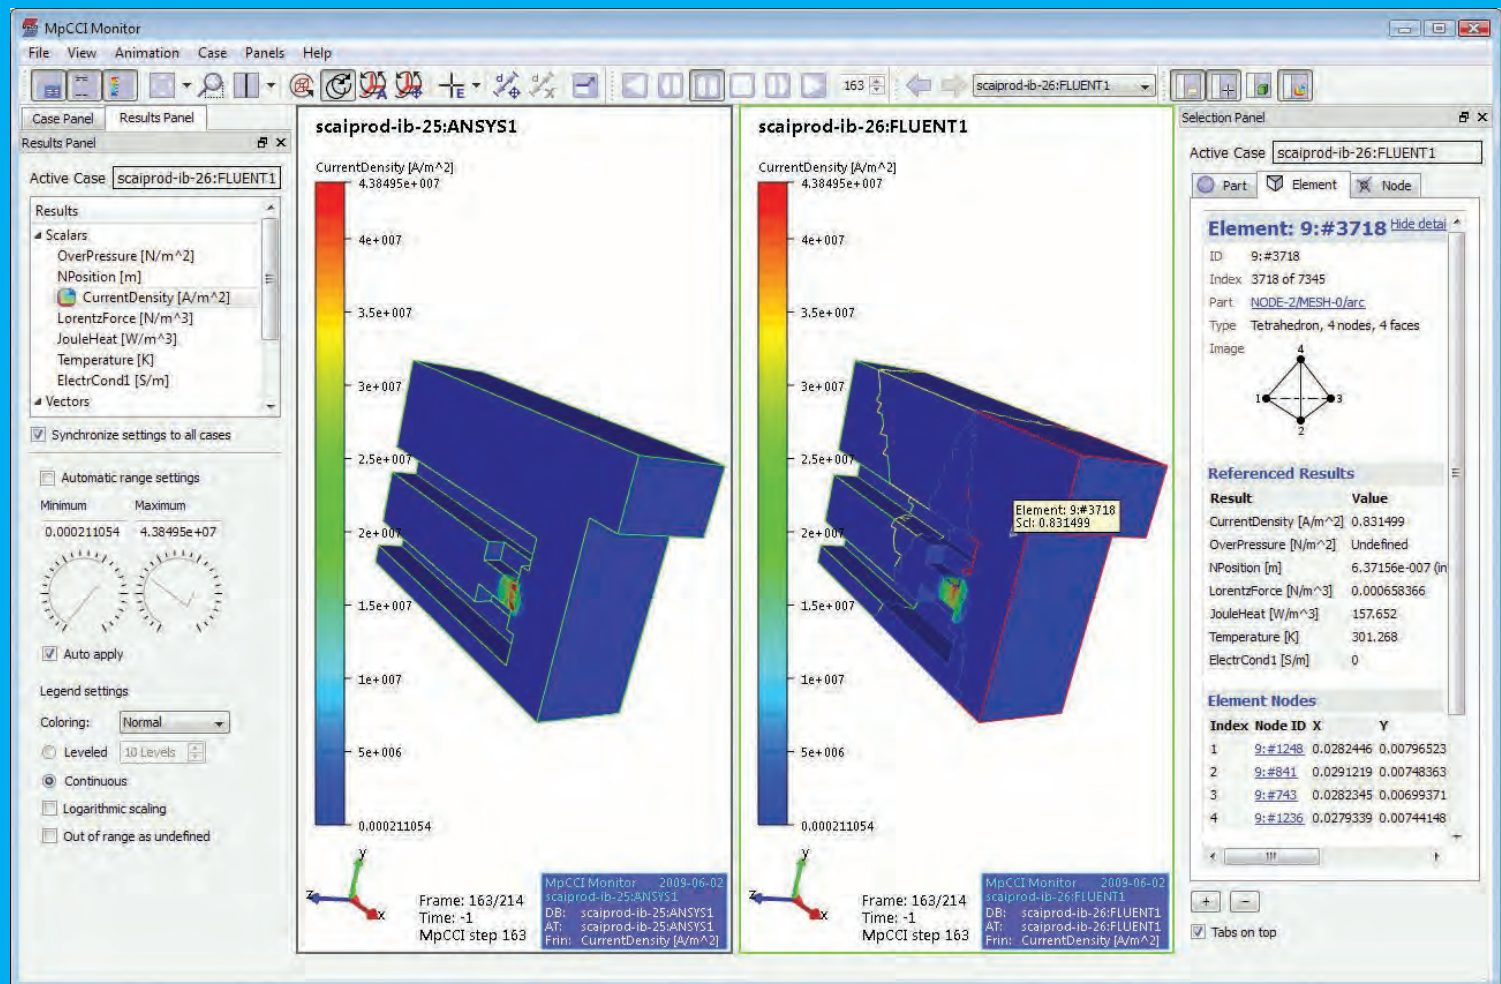 MpCCI Monitor
File View Animation Case Panels Help
163 scaiprod-ib-26:FLUENT1
Case Panel Results Panel
Results Panel
Active Case scaiprod-ib-26:FLUENT1
Results
Scalars
OverPressure [N/m^2]
NPosition [m]
CurrentDensity [A/m^2]
LorentzForce [N/m^3]
JouleHeat [W/m^3]
Temperature [K]
ElectrCond1 [S/m]
Vectors
Synchronize settings to all cases
Automatic range settings
Minimum Maximum
0.000211054 4.38495e+07
Auto apply
Legend settings
Coloring: Normal
Leveled 10 Levels
Continuous
Logarithmic scaling
Out of range as undefined
scaiprod-ib-25:ANSYS1
CurrentDensity [A/m^2]
4.38495e+007
4e+007
3.5e+007
3e+007
2.5e+007
2e+007
1.5e+007
1e+007
5e+006
0.000211054
y
z
x
Frame: 163/214
Time: -1
MpCCI step 163
MpCCI Monitor 2009-06-02
scaiprod-ib-25:ANSYS1
DB: scaiprod-ib-25:ANSYS1
AT: scaiprod-ib-25:ANSYS1
Frin: CurrentDensity [A/m^2]
scaiprod-ib-26:FLUENT1
CurrentDensity [A/m^2]
4.38495e+007
4e+007
3.5e+007
3e+007
2.5e+007
2e+007
1.5e+007
1e+007
5e+006
0.000211054
Element: 9:#3718
Scl: 0.831499
y
z
x
Frame: 163/214
Time: -1
MpCCI step 163
MpCCI Monitor 2009-06-02
scaiprod-ib-26:FLUENT1
DB: scaiprod-ib-26:FLUENT1
AT: scaiprod-ib-26:FLUENT1
Frin: CurrentDensity [A/m^2]
Selection Panel
Active Case scaiprod-ib-26:FLUENT1
Part Element Node
Element: 9:#3718 Hide detai
ID 9:#3718
Index 3718 of 7345
Part NODE-2/MESH-0/arc
Type Tetrahedron, 4 nodes, 4 faces
Image
4
1 3
2
Referenced Results
Result Value
CurrentDensity [A/m^2] 0.831499
OverPressure [N/m^2] Undefined
NPosition [m] 6.37156e-007 (in
LorentzForce [N/m^3] 0.000658366
JouleHeat [W/m^3] 157.652
Temperature [K] 301.268
ElectrCond1 [S/m] 0
Element Nodes
Index Node ID X Y
1 9:#1248 0.0282446 0.00796523
2 9:#841 0.0291219 0.00748363
3 9:#743 0.0282345 0.00699371
4 9:#1236 0.0279339 0.00744148
+ −
Tabs on top